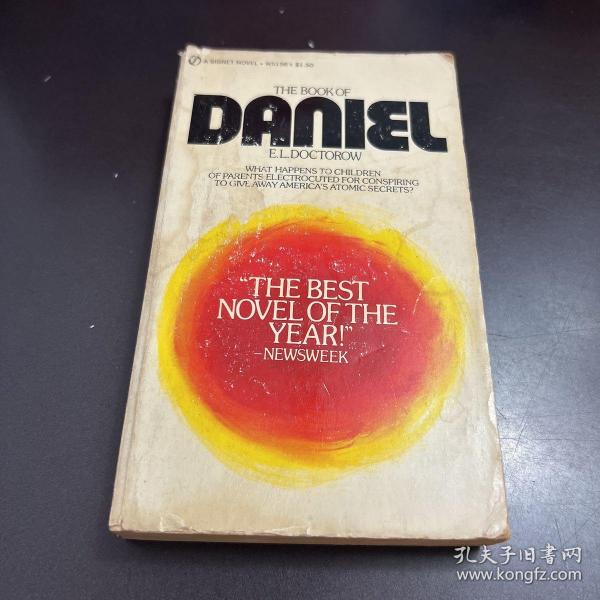 A SIGNET NOVEL • W5156 • $1.50
THE BOOK OF
DANIEL
E.L.DOCTOROW
WHAT HAPPENS TO CHILDREN
OF PARENTS ELECTROCUTED FOR CONSPIRING
TO GIVE AWAY AMERICA'S ATOMIC SECRETS?
"THE BEST
NOVEL OF THE
YEAR!"
—NEWSWEEK
孔夫子旧书网
www.kongfz.com